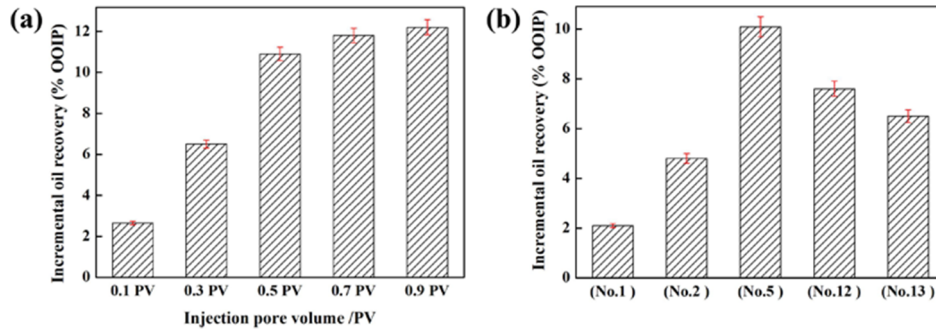 (a)
Incremental oil recovery (% OOIP)
12
10
8
6
4
2
0
0.1 PV 0.3 PV 0.5 PV 0.7 PV 0.9 PV
Injection pore volume /PV
(b)
Incremental oil recovery (% OOIP)
10
8
6
4
2
0
(No.1 ) (No.2 ) (No.5 ) (No.12 ) (No.13 )